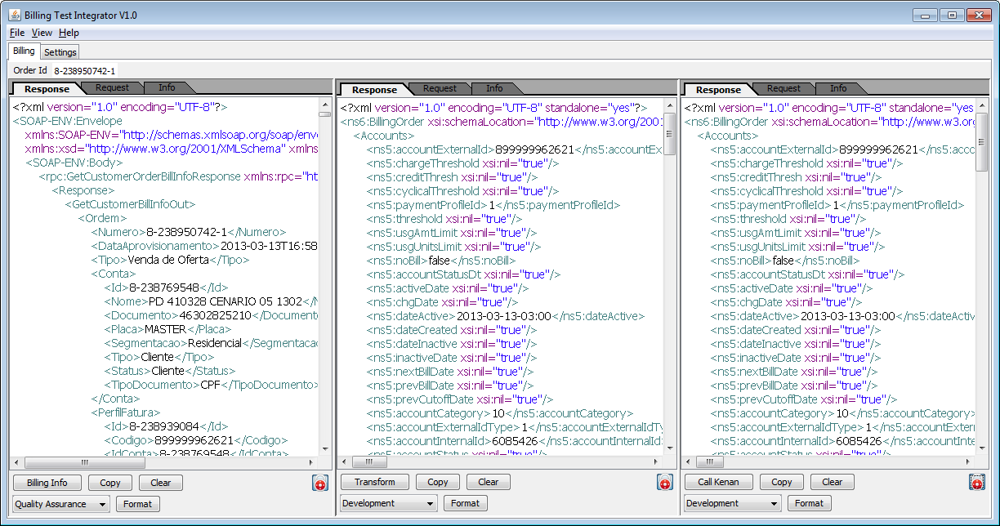 Billing Test Integrator V1.0
File View Help
Billing Settings
Order Id 8-238950742-1
Response Request Info
<?xml version="1.0" encoding="UTF-8"?>
<SOAP-ENV:Envelope
xmlns:SOAP-ENV="http://schemas.xmlsoap.org/soap/enve
xmlns:xsd="http://www.w3.org/2001/XMLSchema" xmlns
<SOAP-ENV:Body>
<rpc:GetCustomerOrderBillInfoResponse xmlns:rpc="ht
<Response>
<GetCustomerBillInfoOut>
<Ordem>
<Numero>8-238950742-1</Numero>
<DataAprovisionamento>2013-03-13T16:58
<Tipo>Venda de Oferta</Tipo>
<Conta>
<Id>8-238769548</Id>
<Nome>PD 410328 CENARIO 05 1302</N
<Documento>46302825210</Document
<Placa>MASTER</Placa>
<Segmentacao>Residencial</Segmentaca
<Tipo>Cliente</Tipo>
<Status>Cliente</Status>
<TipoDocumento>CPF</TipoDocumento>
</Conta>
<PerfilFatura>
<Id>8-238939084</Id>
<Codigo>899999962621</Codigo>
<IdConta>8-238769548</IdConta>
Billing Info Copy Clear
Quality Assurance Format
Response Request Info
<?xml version="1.0" encoding="UTF-8" standalone="yes"?>
<ns6:BillingOrder xsi:schemaLocation="http://www.w3.org/2001
<Accounts>
<ns5:accountExternalId>899999962621</ns5:accountEx
<ns5:chargeThreshold xsi:nil="true"/>
<ns5:creditThresh xsi:nil="true"/>
<ns5:cyclicalThreshold xsi:nil="true"/>
<ns5:paymentProfileId>1</ns5:paymentProfileId>
<ns5:threshold xsi:nil="true"/>
<ns5:usgAmtLimit xsi:nil="true"/>
<ns5:usgUnitsLimit xsi:nil="true"/>
<ns5:noBill>false</ns5:noBill>
<ns5:accountStatusDt xsi:nil="true"/>
<ns5:activeDate xsi:nil="true"/>
<ns5:chgDate xsi:nil="true"/>
<ns5:dateActive>2013-03-13-03:00</ns5:dateActive>
<ns5:dateCreated xsi:nil="true"/>
<ns5:dateInactive xsi:nil="true"/>
<ns5:inactiveDate xsi:nil="true"/>
<ns5:nextBillDate xsi:nil="true"/>
<ns5:prevBillDate xsi:nil="true"/>
<ns5:prevCutoffDate xsi:nil="true"/>
<ns5:accountCategory>10</ns5:accountCategory>
<ns5:accountExternalIdType>1</ns5:accountExternalIdTy
<ns5:accountInternalId>6085426</ns5:accountInternalId
<ns5:accountStatus xsi:nil="true"/>
Transform Copy Clear
Development Format
Response Request Info
<?xml version="1.0" encoding="UTF-8" standalone="yes
<ns6:BillingOrder xsi:schemaLocation="http://www.w3.org
<Accounts>
<ns5:accountExternalId>899999962621</ns5:acco
<ns5:chargeThreshold xsi:nil="true"/>
<ns5:creditThresh xsi:nil="true"/>
<ns5:cyclicalThreshold xsi:nil="true"/>
<ns5:paymentProfileId>1</ns5:paymentProfileId>
<ns5:threshold xsi:nil="true"/>
<ns5:usgAmtLimit xsi:nil="true"/>
<ns5:usgUnitsLimit xsi:nil="true"/>
<ns5:noBill>false</ns5:noBill>
<ns5:accountStatusDt xsi:nil="true"/>
<ns5:activeDate xsi:nil="true"/>
<ns5:chgDate xsi:nil="true"/>
<ns5:dateActive>2013-03-13-03:00</ns5:dateActiv
<ns5:dateCreated xsi:nil="true"/>
<ns5:dateInactive xsi:nil="true"/>
<ns5:inactiveDate xsi:nil="true"/>
<ns5:nextBillDate xsi:nil="true"/>
<ns5:prevBillDate xsi:nil="true"/>
<ns5:prevCutoffDate xsi:nil="true"/>
<ns5:accountCategory>10</ns5:accountCategory>
<ns5:accountExternalIdType>1</ns5:accountExterr
<ns5:accountInternalId>6085426</ns5:accountInter
<ns5:accountStatus xsi:nil="true"/>
Call Kenan Copy Clear
Development Format